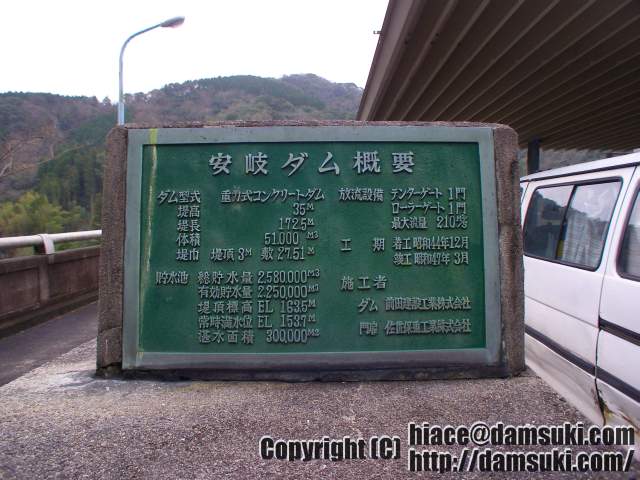 安岐ダム概要
ダム型式 重力式コンクリートダム
堤高 35M
堤長 172.5M
体積 51,000M3
堤巾 堤頂3M 敷27.51M
貯水池 総貯水量 2,580,000M3
有効貯水量 2,250,000M3
堤頂標高 EL 163.5M
常時満水位 EL 153.7M
湛水面積 300,000M2
放流設備 テンターゲート 1門
ローラーゲート 1門
最大流量 210M3/S
工期 着工 昭和44年12月
竣工 昭和47年3月
施工者
ダム 前田建設工業株式会社
門扉 佐世保重工業株式会社
Copyright (C) hiace@damsuki.com
http://damsuki.com/